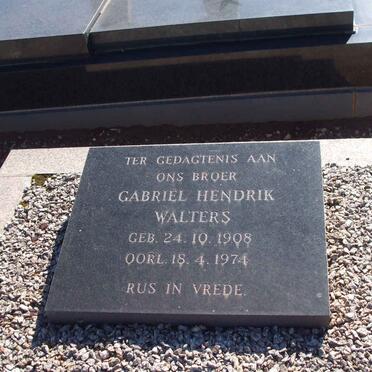 TER GEDAGTENIS AAN
ONS BROER
GABRIEL HENDRIK
WALTERS
GEB. 24. 10. 1908
OORL. 18. 4. 1974
RUS IN VREDE.